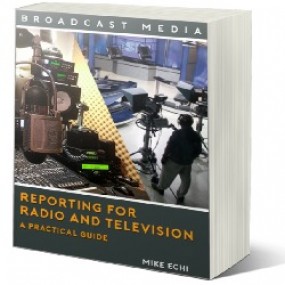 BROADCAST MEDIA
REPORTING FOR
RADIO AND TELEVISION
A PRACTICAL GUIDE
MIKE ECHI